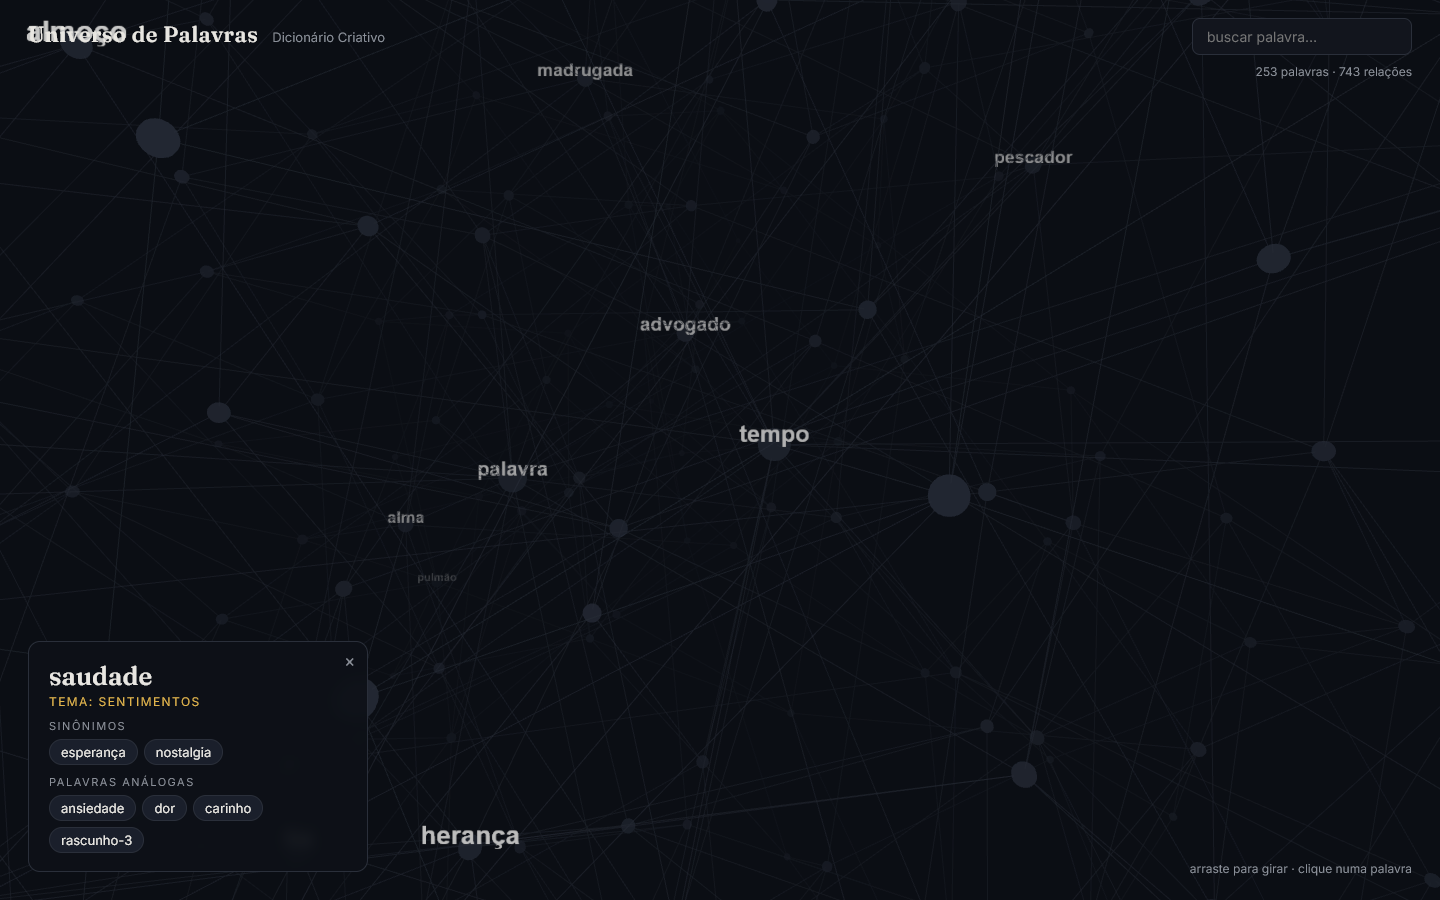 almoço
Universo de Palavras Dicionário Criativo
buscar palavra...
253 palavras · 743 relações
madrugada
pescador
advogado
tempo
palavra
alma
pulmão
saudade ×
TEMA: SENTIMENTOS
SINÔNIMOS
esperança nostalgia
PALAVRAS ANÁLOGAS
ansiedade dor carinho
rascunho-3
herança
arraste para girar · clique numa palavra